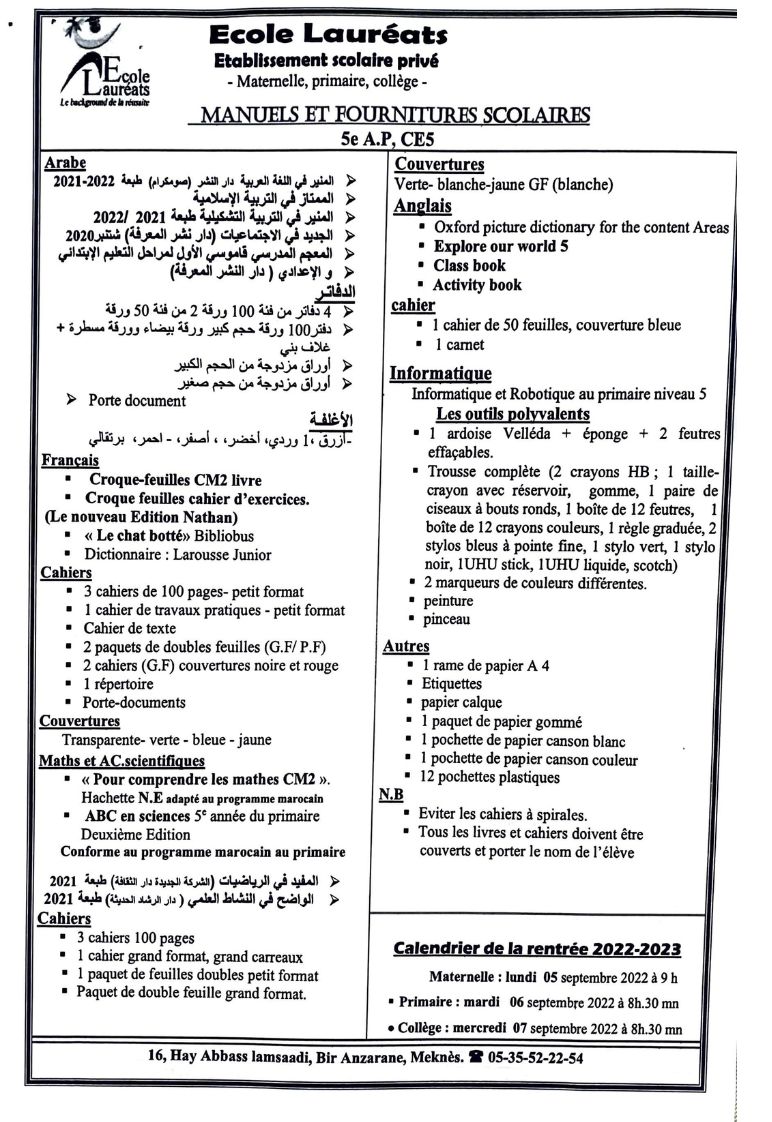 Ecole
Lauréats
Le background de la réussite
Ecole Lauréats
Etablissement scolaire privé
- Maternelle, primaire, collège -
MANUELS ET FOURNITURES SCOLAIRES
5e A.P, CE5
Arabe
➢ المنير في اللغة العربية دار النشر (صومكرام) طبعة 2022-2021
➢ الممتاز في التربية الإسلامية
➢ المنير في التربية التشكيلية طبعة 2021 /2022
➢ الجديد في الاجتماعيات (دار نشر المعرفة) شتنبر2020
➢ المعجم المدرسي قاموسي الأول لمراحل التعليم الإبتدائي
➢ و الإعدادي ( دار النشر المعرفة)
الدفاتر
➢ 4 دفاتر من فئة 100 ورقة 2 من فئة 50 ورقة
➢ دفتر100 ورقة حجم كبير ورقة بيضاء وورقة مسطرة +
غلاف بني
➢ أوراق مزدوجة من الحجم الكبير
➢ أوراق مزدوجة من حجم صغير
➢ Porte document
الأغلفة
-أزرق ،1 وردي، أخضر، ، أصفر، - احمر، برتقالي
Français
▪ Croque-feuilles CM2 livre
▪ Croque feuilles cahier d'exercices.
(Le nouveau Edition Nathan)
▪ « Le chat botté» Bibliobus
▪ Dictionnaire : Larousse Junior
Cahiers
▪ 3 cahiers de 100 pages- petit format
▪ 1 cahier de travaux pratiques - petit format
▪ Cahier de texte
▪ 2 paquets de doubles feuilles (G.F/ P.F)
▪ 2 cahiers (G.F) couvertures noire et rouge
▪ 1 répertoire
▪ Porte-documents
Couvertures
Transparente- verte - bleue - jaune
Maths et AC.scientifiques
▪ « Pour comprendre les mathes CM2 ».
Hachette N.E adapté au programme marocain
▪ ABC en sciences 5e année du primaire
Deuxième Edition
Conforme au programme marocain au primaire
➢ المفيد في الرياضيات (الشركة الجديدة دار الثقافة) طبعة 2021
➢ الواضح في النشاط العلمي ( دار الرشاد الحديثة) طبعة 2021
Cahiers
▪ 3 cahiers 100 pages
▪ 1 cahier grand format, grand carreaux
▪ 1 paquet de feuilles doubles petit format
▪ Paquet de double feuille grand format.
Couvertures
Verte- blanche-jaune GF (blanche)
Anglais
▪ Oxford picture dictionary for the content Areas
▪ Explore our world 5
▪ Class book
▪ Activity book
cahier
▪ 1 cahier de 50 feuilles, couverture bleue
▪ 1 carnet
Informatique
Informatique et Robotique au primaire niveau 5
Les outils polyvalents
▪ 1 ardoise Velléda + éponge + 2 feutres
effaçables.
▪ Trousse complète (2 crayons HB ; 1 taille-
crayon avec réservoir, gomme, 1 paire de
ciseaux à bouts ronds, 1 boîte de 12 feutres, 1
boîte de 12 crayons couleurs, 1 règle graduée, 2
stylos bleus à pointe fine, 1 stylo vert, 1 stylo
noir, 1UHU stick, 1UHU liquide, scotch)
▪ 2 marqueurs de couleurs différentes.
▪ peinture
▪ pinceau
Autres
▪ 1 rame de papier A 4
▪ Etiquettes
▪ papier calque
▪ 1 paquet de papier gommé
▪ 1 pochette de papier canson blanc
▪ 1 pochette de papier canson couleur
▪ 12 pochettes plastiques
N.B
▪ Eviter les cahiers à spirales.
▪ Tous les livres et cahiers doivent être
couverts et porter le nom de l'élève
Calendrier de la rentrée 2022-2023
Maternelle : lundi 05 septembre 2022 à 9 h
▪ Primaire : mardi 06 septembre 2022 à 8h.30 mn
• Collège : mercredi 07 septembre 2022 à 8h.30 mn
16, Hay Abbass lamsaadi, Bir Anzarane, Meknès. ☎ 05-35-52-22-54